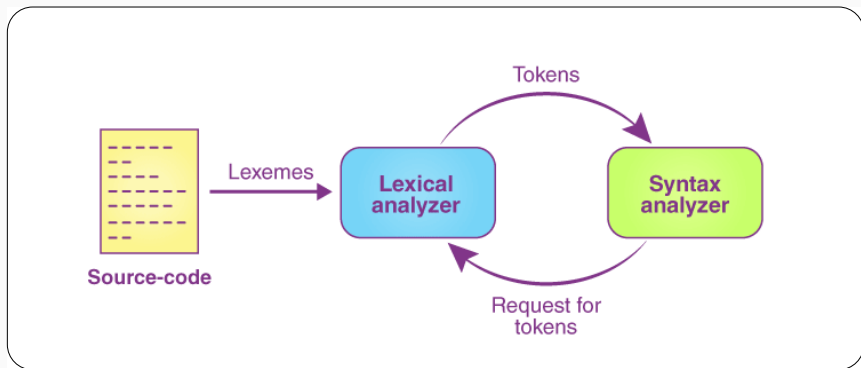 Tokens
Lexemes
Lexical
analyzer
Syntax
analyzer
Source-code
Request for
tokens